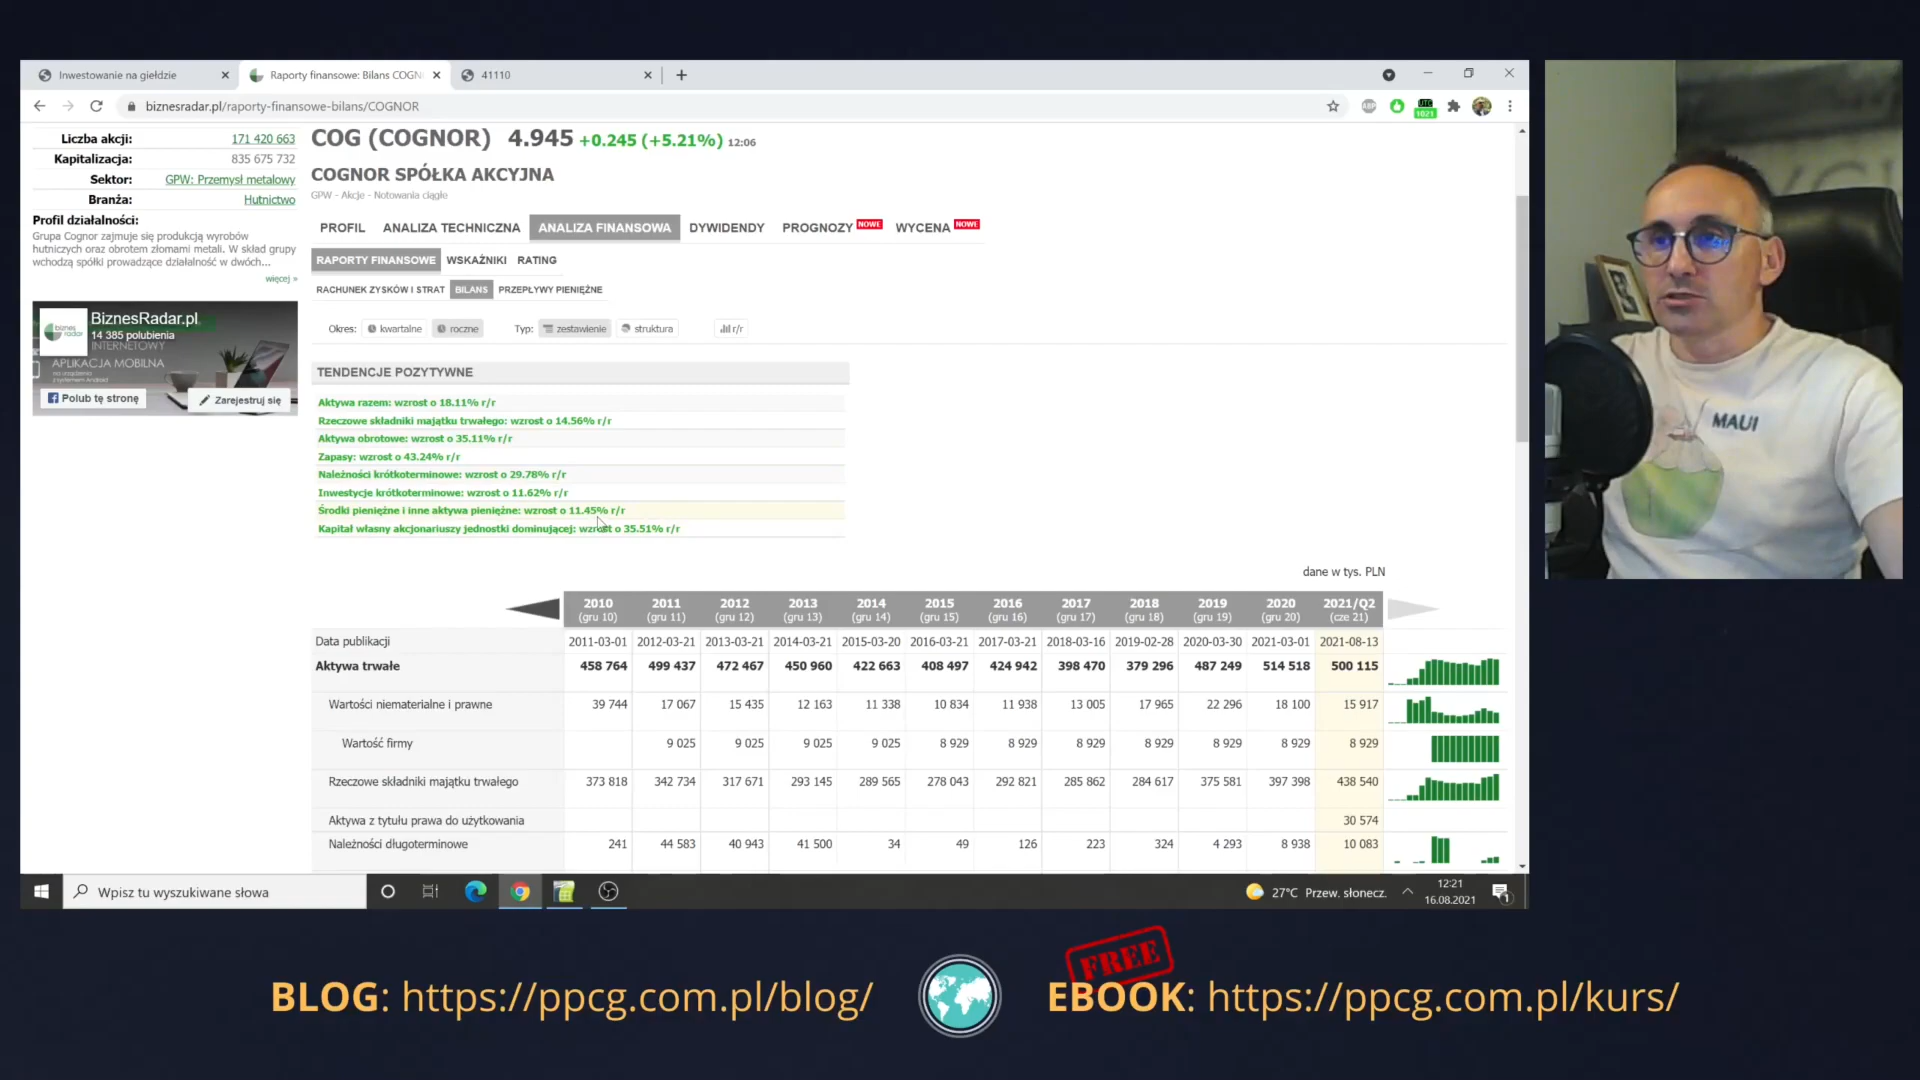 Inwestowanie na giełdzie
Raporty finansowe: Bilans COGN
41110
biznesradar.pl/raporty-finansowe-bilans/COGNOR
UTC
1021
Liczba akcji: 171 420 663
Kapitalizacja: 835 675 732
Sektor: GPW: Przemysł metalowy
Branża: Hutnictwo
Profil działalności:
Grupa Cognor zajmuje się produkcją wyrobów
hutniczych oraz obrotem złomami metali. W skład grupy
wchodzą spółki prowadzące działalność w dwóch...
więcej »
biznes
radar
BiznesRadar.pl
14 385 polubienia
INTERNETOWY
APLIKACJA MOBILNA
Polub tę stronę
Zarejestruj się
COG (COGNOR) 4.945 +0.245 (+5.21%) 12:06
COGNOR SPÓŁKA AKCYJNA
GPW - Akcje - Notowania ciągłe
PROFIL ANALIZA TECHNICZNA ANALIZA FINANSOWA DYWIDENDY PROGNOZY NOWE WYCENA NOWE
RAPORTY FINANSOWE WSKAŹNIKI RATING
RACHUNEK ZYSKÓW I STRAT BILANS PRZEPŁYWY PIENIĘŻNE
Okres: kwartalne roczne Typ: zestawienie struktura r/r
TENDENCJE POZYTYWNE
Aktywa razem: wzrost o 18.11% r/r
Rzeczowe składniki majątku trwałego: wzrost o 14.56% r/r
Aktywa obrotowe: wzrost o 35.11% r/r
Zapasy: wzrost o 43.24% r/r
Należności krótkoterminowe: wzrost o 29.78% r/r
Inwestycje krótkoterminowe: wzrost o 11.62% r/r
Środki pieniężne i inne aktywa pieniężne: wzrost o 11.45% r/r
Kapitał własny akcjonariuszy jednostki dominującej: wzrost o 35.51% r/r
dane w tys. PLN
2010 2011 2012 2013 2014 2015 2016 2017 2018 2019 2020 2021/Q2
(gru 10) (gru 11) (gru 12) (gru 13) (gru 14) (gru 15) (gru 16) (gru 17) (gru 18) (gru 19) (gru 20) (cze 21)
Data publikacji 2011-03-01 2012-03-21 2013-03-21 2014-03-21 2015-03-20 2016-03-21 2017-03-21 2018-03-16 2019-02-28 2020-03-30 2021-03-01 2021-08-13
Aktywa trwałe 458 764 499 437 472 467 450 960 422 663 408 497 424 942 398 470 379 296 487 249 514 518 500 115
Wartości niematerialne i prawne 39 744 17 067 15 435 12 163 11 338 10 834 11 938 13 005 17 965 22 296 18 100 15 917
Wartość firmy 9 025 9 025 9 025 9 025 8 929 8 929 8 929 8 929 8 929 8 929 8 929
Rzeczowe składniki majątku trwałego 373 818 342 734 317 671 293 145 289 565 278 043 292 821 285 862 284 617 375 581 397 398 438 540
Aktywa z tytułu prawa do użytkowania 30 574
Należności długoterminowe 241 44 583 40 943 41 500 34 49 126 223 324 4 293 8 938 10 083
Wpisz tu wyszukiwane słowa
27°C Przew. słonecz.
12:21
16.08.2021
1
MAUI
FREE
BLOG: https://ppcg.com.pl/blog/
EBOOK: https://ppcg.com.pl/kurs/